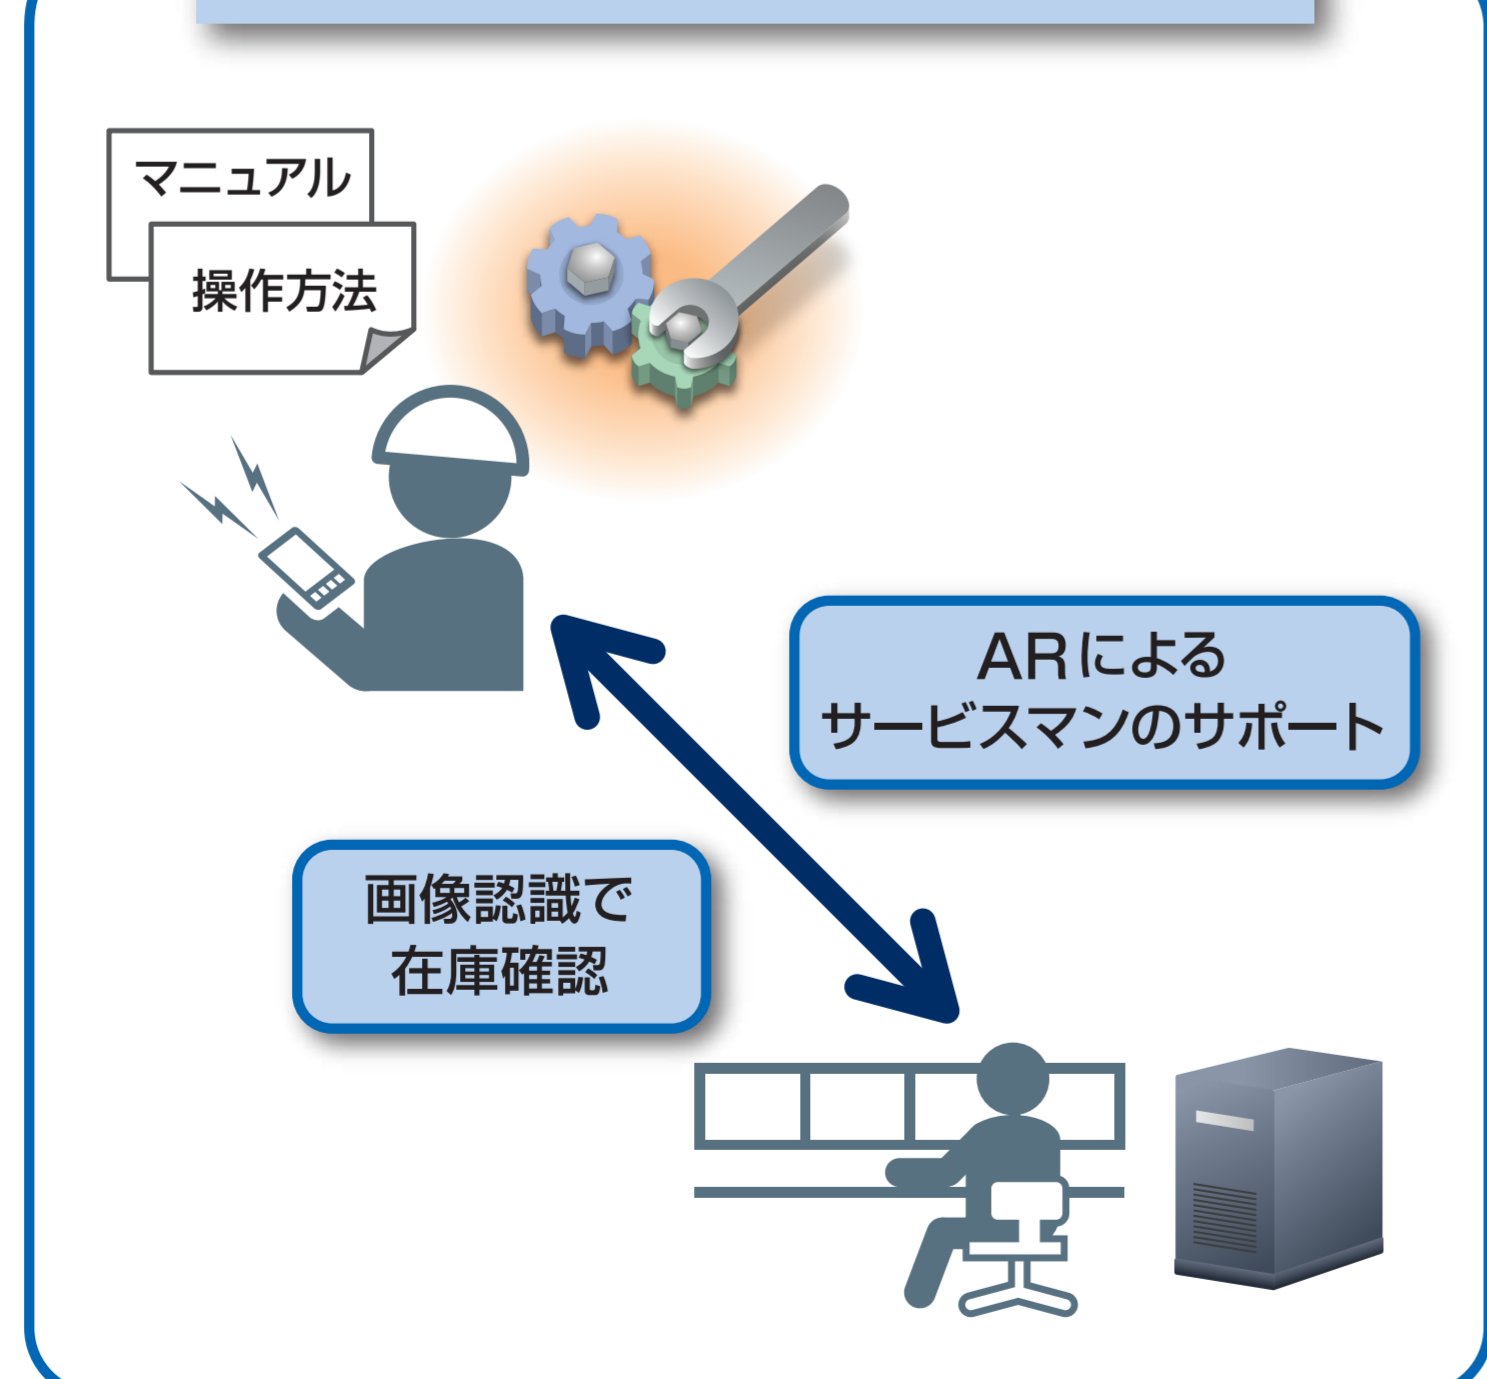 マニュアル
操作方法
ARによる
サービスマンのサポート
画像認識で
在庫確認